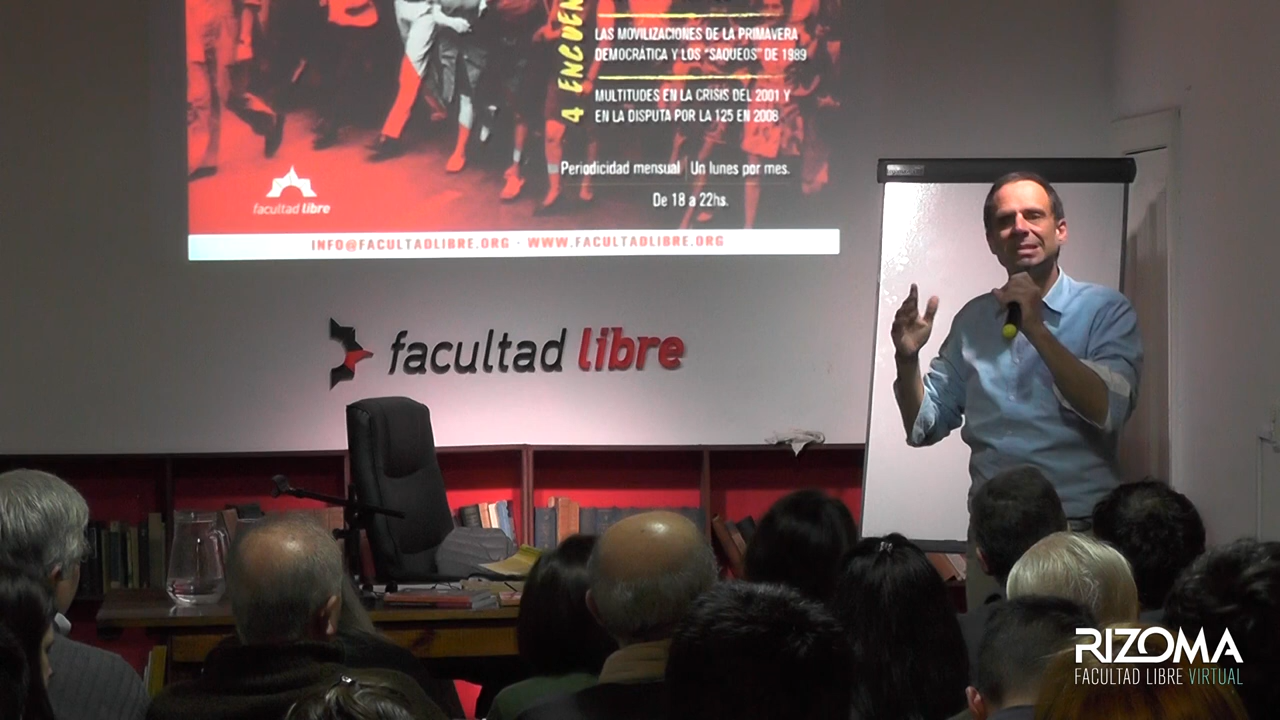 4 ENCUEN
LAS MOVILIZACIONES DE LA PRIMAVERA
DEMOCRÁTICA Y LOS "SAQUEOS" DE 1989
MULTITUDES EN LA CRISIS DEL 2001 Y
EN LA DISPUTA POR LA 125 EN 2008
Periodicidad mensual | Un lunes por mes.
De 18 a 22hs.
facultad libre
INFO@FACULTADLIBRE.ORG - WWW.FACULTADLIBRE.ORG
facultad libre
RIZOMA
FACULTAD LIBRE VIRTUAL